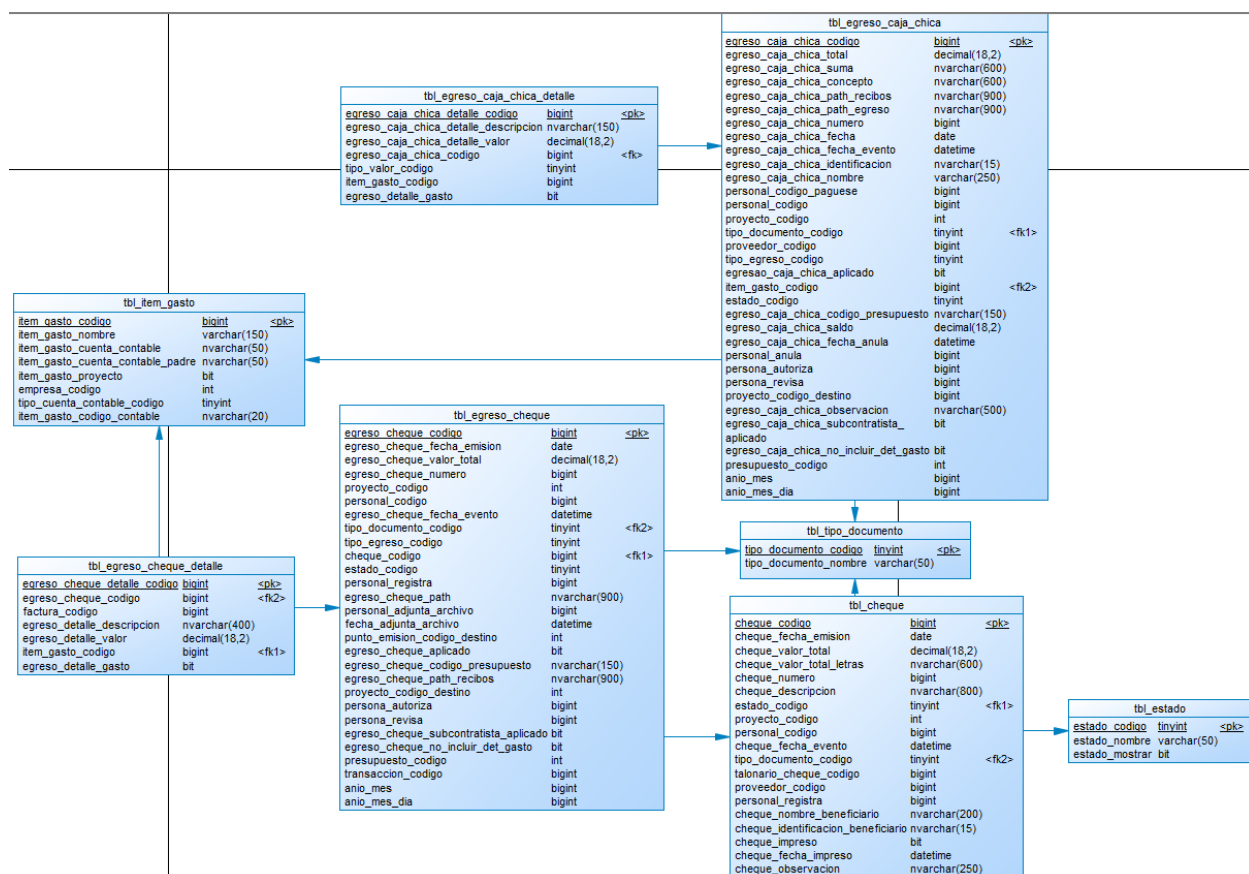 tbl_egreso_caja_chica
egreso_caja_chica_codigo bigint <pk>
egreso_caja_chica_total decimal(18,2)
egreso_caja_chica_suma nvarchar(600)
egreso_caja_chica_concepto nvarchar(600)
egreso_caja_chica_path_recibos nvarchar(900)
egreso_caja_chica_path_egreso nvarchar(900)
egreso_caja_chica_numero bigint
egreso_caja_chica_fecha date
egreso_caja_chica_fecha_evento datetime
egreso_caja_chica_identificacion nvarchar(15)
egreso_caja_chica_nombre varchar(250)
personal_codigo_paguese bigint
personal_codigo bigint
proyecto_codigo int
tipo_documento_codigo tinyint <fk1>
proveedor_codigo bigint
tipo_egreso_codigo tinyint
egresao_caja_chica_aplicado bit
item_gasto_codigo bigint <fk2>
estado_codigo tinyint
egreso_caja_chica_codigo_presupuesto nvarchar(150)
egreso_caja_chica_saldo decimal(18,2)
egreso_caja_chica_fecha_anula datetime
personal_anula bigint
persona_autoriza bigint
persona_revisa bigint
proyecto_codigo_destino bigint
egreso_caja_chica_observacion nvarchar(500)
egreso_caja_chica_subcontratista_ bit
aplicado
egreso_caja_chica_no_incluir_det_gasto bit
presupuesto_codigo int
anio_mes bigint
anio_mes_dia bigint
tbl_egreso_caja_chica_detalle
egreso_caja_chica_detalle_codigo bigint <pk>
egreso_caja_chica_detalle_descripcion nvarchar(150)
egreso_caja_chica_detalle_valor decimal(18,2)
egreso_caja_chica_codigo bigint <fk>
tipo_valor_codigo tinyint
item_gasto_codigo bigint
egreso_detalle_gasto bit
tbl_item_gasto
item_gasto_codigo bigint <pk>
item_gasto_nombre varchar(150)
item_gasto_cuenta_contable nvarchar(50)
item_gasto_cuenta_contable_padre nvarchar(50)
item_gasto_proyecto bit
empresa_codigo int
tipo_cuenta_contable_codigo tinyint
item_gasto_codigo_contable nvarchar(20)
tbl_egreso_cheque
egreso_cheque_codigo bigint <pk>
egreso_cheque_fecha_emision date
egreso_cheque_valor_total decimal(18,2)
egreso_cheque_numero bigint
proyecto_codigo int
personal_codigo bigint
egreso_cheque_fecha_evento datetime
tipo_documento_codigo tinyint <fk2>
tipo_egreso_codigo tinyint
cheque_codigo bigint <fk1>
estado_codigo tinyint
personal_registra bigint
egreso_cheque_path nvarchar(900)
personal_adjunta_archivo bigint
fecha_adjunta_archivo datetime
punto_emision_codigo_destino int
egreso_cheque_aplicado bit
egreso_cheque_codigo_presupuesto nvarchar(150)
egreso_cheque_path_recibos nvarchar(900)
proyecto_codigo_destino int
persona_autoriza bigint
persona_revisa bigint
egreso_cheque_subcontratista_aplicado bit
egreso_cheque_no_incluir_det_gasto bit
presupuesto_codigo int
transaccion_codigo bigint
anio_mes bigint
anio_mes_dia bigint
tbl_tipo_documento
tipo_documento_codigo tinyint <pk>
tipo_documento_nombre varchar(50)
tbl_egreso_cheque_detalle
egreso_cheque_detalle_codigo bigint <pk>
egreso_cheque_codigo bigint <fk2>
factura_codigo bigint
egreso_detalle_descripcion nvarchar(400)
egreso_detalle_valor decimal(18,2)
item_gasto_codigo bigint <fk1>
egreso_detalle_gasto bit
tbl_cheque
cheque_codigo bigint <pk>
cheque_fecha_emision date
cheque_valor_total decimal(18,2)
cheque_valor_total_letras nvarchar(600)
cheque_numero bigint
cheque_descripcion nvarchar(800)
estado_codigo tinyint <fk1>
proyecto_codigo int
personal_codigo bigint
cheque_fecha_evento datetime
tipo_documento_codigo tinyint <fk2>
talonario_cheque_codigo bigint
proveedor_codigo bigint
personal_registra bigint
cheque_nombre_beneficiario nvarchar(200)
cheque_identificacion_beneficiario nvarchar(15)
cheque_impreso bit
cheque_fecha_impreso datetime
cheque_observacion nvarchar(250)
tbl_estado
estado_codigo tinyint <pk>
estado_nombre varchar(50)
estado_mostrar bit